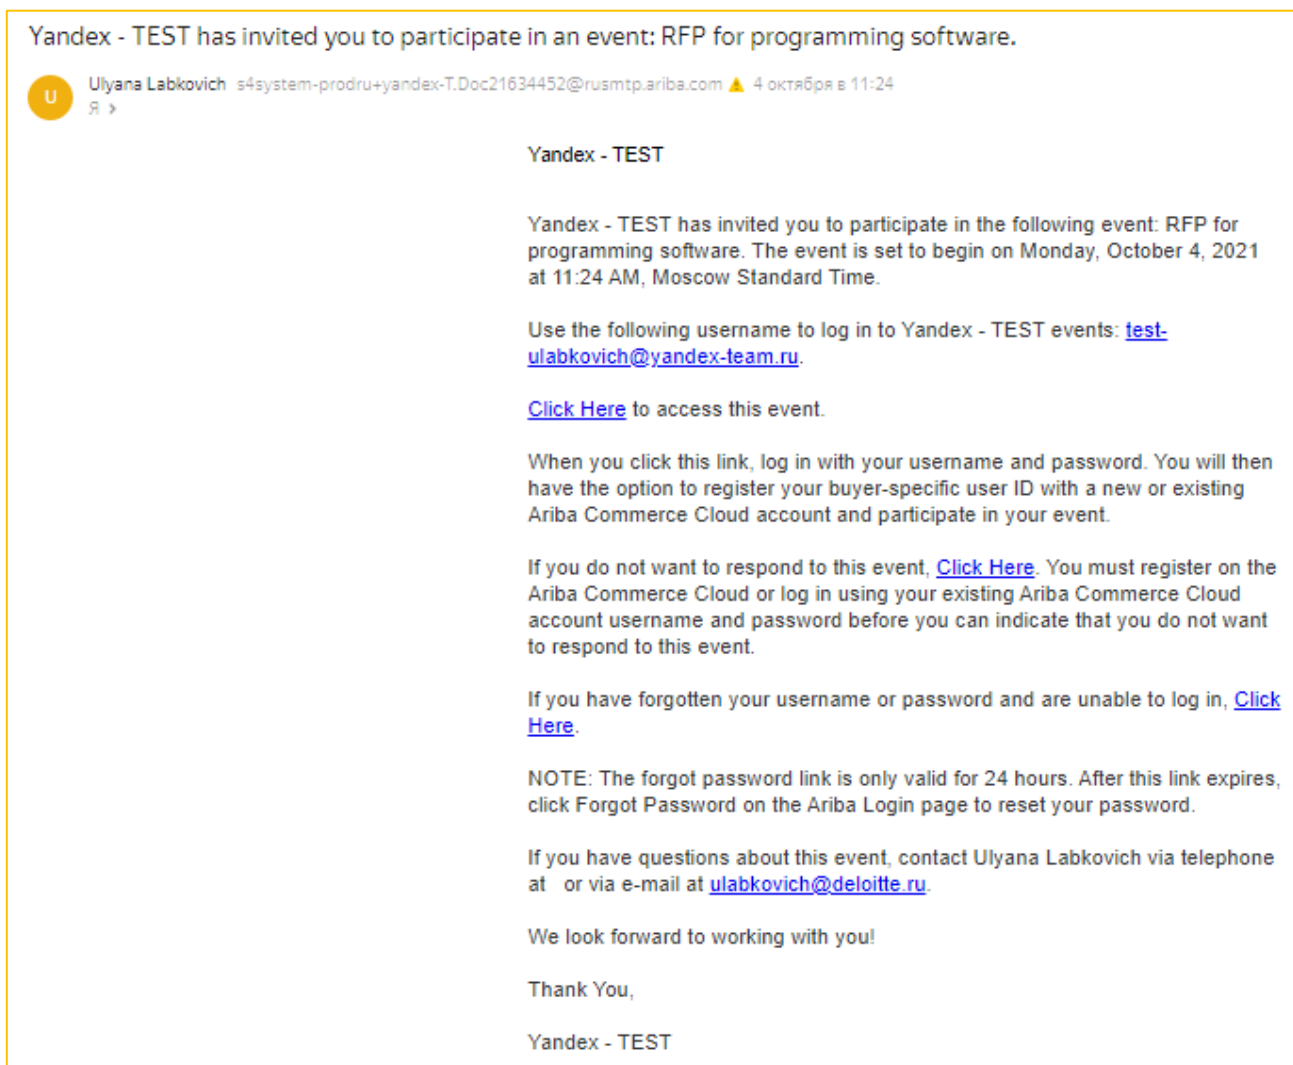 Yandex - TEST has invited you to participate in an event: RFP for programming software.
U
Ulyana Labkovich s4system-prodru+yandex-T.Doc21634452@rusmtp.ariba.com 4 октября в 11:24
Я >
Yandex - TEST
Yandex - TEST has invited you to participate in the following event: RFP for
programming software. The event is set to begin on Monday, October 4, 2021
at 11:24 AM, Moscow Standard Time.
Use the following username to log in to Yandex - TEST events: test-
ulabkovich@yandex-team.ru.
Click Here to access this event.
When you click this link, log in with your username and password. You will then
have the option to register your buyer-specific user ID with a new or existing
Ariba Commerce Cloud account and participate in your event.
If you do not want to respond to this event, Click Here. You must register on the
Ariba Commerce Cloud or log in using your existing Ariba Commerce Cloud
account username and password before you can indicate that you do not want
to respond to this event.
If you have forgotten your username or password and are unable to log in, Click
Here.
NOTE: The forgot password link is only valid for 24 hours. After this link expires,
click Forgot Password on the Ariba Login page to reset your password.
If you have questions about this event, contact Ulyana Labkovich via telephone
at or via e-mail at ulabkovich@deloitte.ru.
We look forward to working with you!
Thank You,
Yandex - TEST